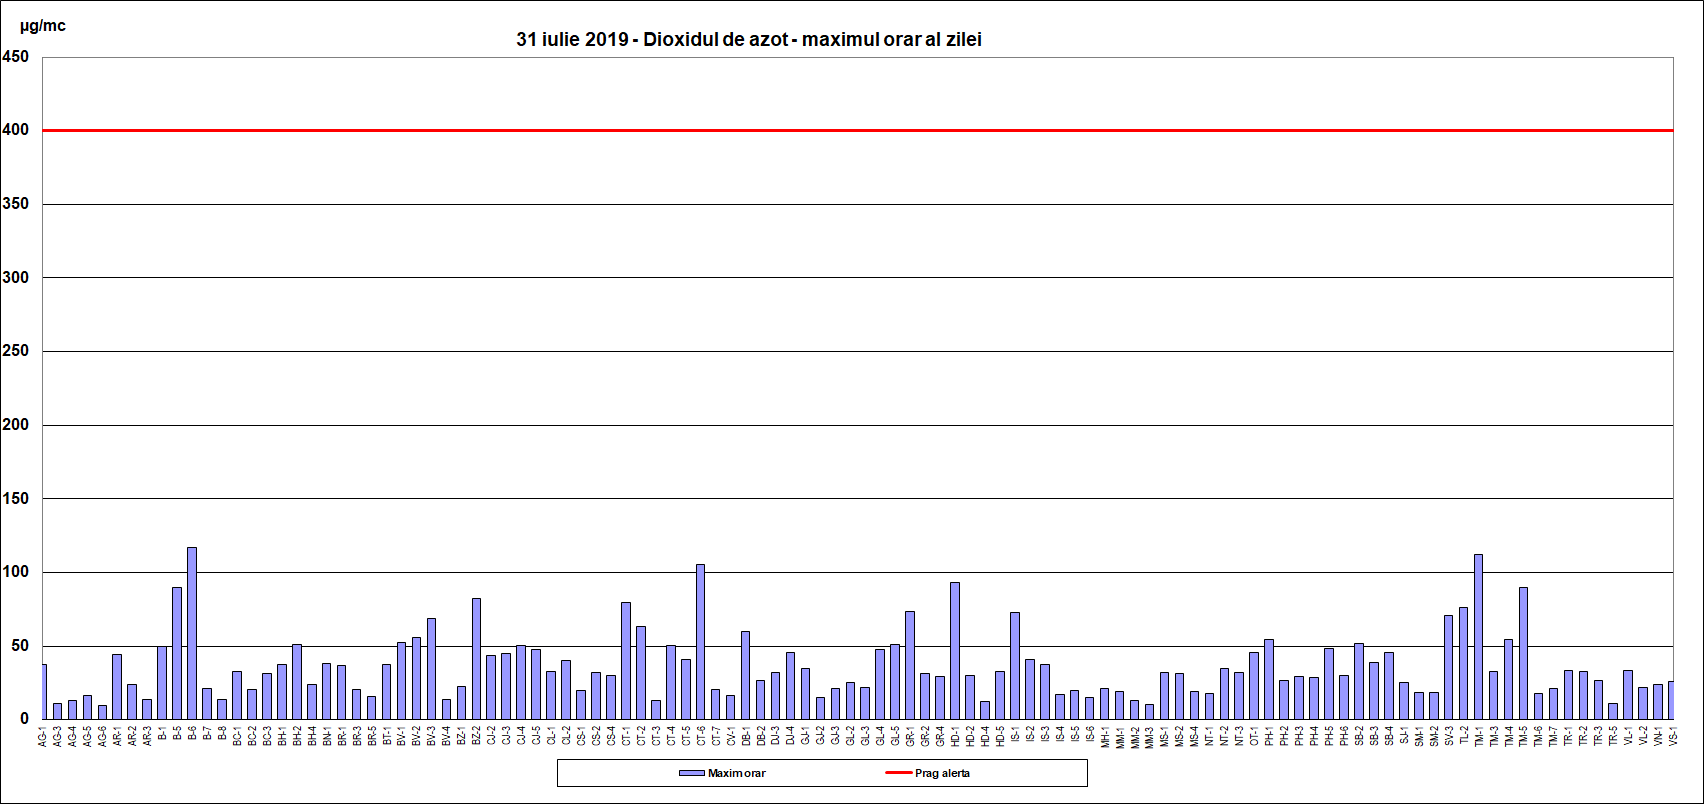 µg/mc
31 iulie 2019 - Dioxidul de azot - maximul orar al zilei
450
400
350
300
250
200
150
100
50
0
AG-1 AG-3 AG-4 AG-5 AG-6 AR-1 AR-2 AR-3 B-1 B-5 B-6 B-7 B-8 BC-1 BC-2 BC-3 BH-1 BH-2 BH-4 BN-1 BR-1 BR-3 BR-5 BT-1 BV-1 BV-2 BV-3 BV-4 BZ-1 BZ-2 CJ-2 CJ-3 CJ-4 CJ-5 CL-1 CL-2 CS-1 CS-2 CS-4 CT-1 CT-2 CT-3 CT-4 CT-5 CT-6 CT-7 CV-1 DB-1 DB-2 DJ-3 DJ-4 GJ-1 GJ-2 GJ-3 GL-2 GL-3 GL-4 GL-5 GR-1 GR-2 GR-4 HD-1 HD-2 HD-4 HD-5 IS-1 IS-2 IS-3 IS-4 IS-5 IS-6 MH-1 MM-1 MM-2 MM-3 MS-1 MS-2 MS-4 NT-1 NT-2 NT-3 OT-1 PH-1 PH-2 PH-3 PH-4 PH-5 PH-6 SB-2 SB-3 SB-4 SJ-1 SM-1 SM-2 SV-3 TL-2 TM-1 TM-3 TM-4 TM-5 TM-6 TM-7 TR-1 TR-2 TR-3 TR-5 VL-1 VL-2 VN-1 VS-1
Maxim orar Prag alerta